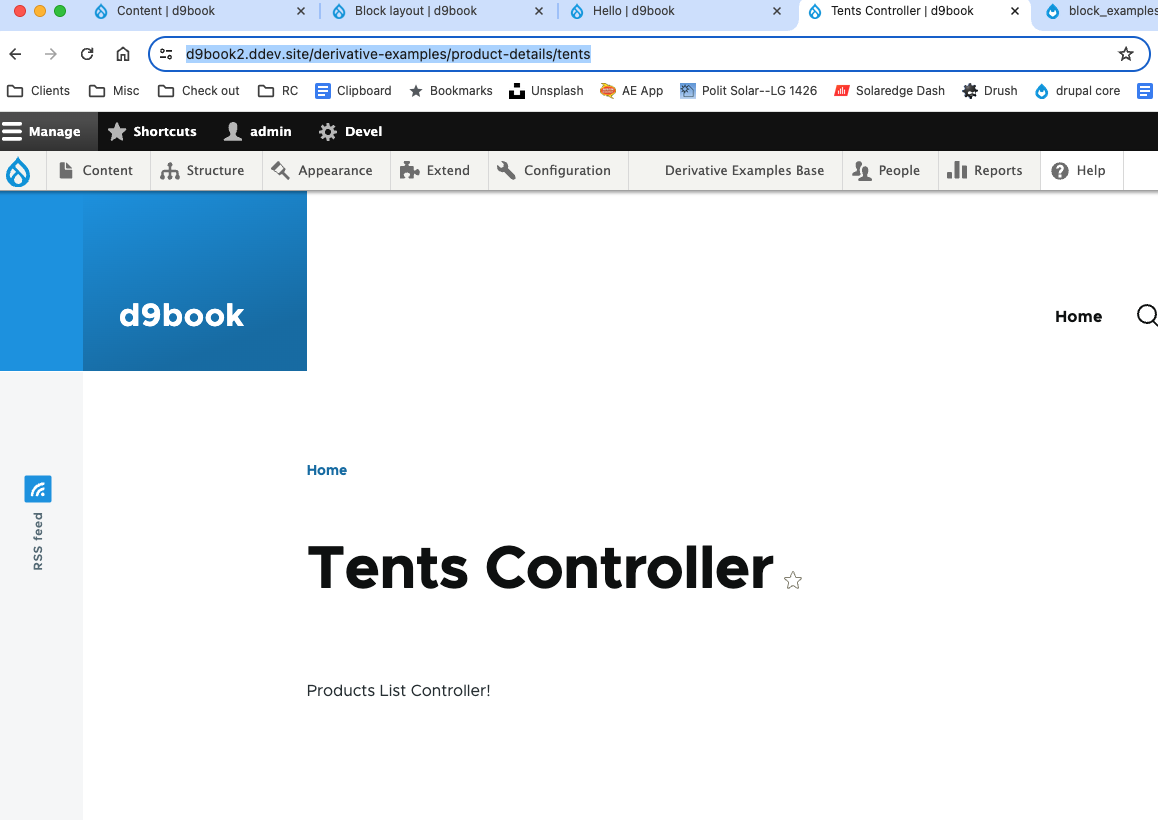 Content | d9book
Block layout | d9book
Hello | d9book
Tents Controller | d9book
block_examples
d9book2.ddev.site/derivative-examples/product-details/tents
Clients
Misc
Check out
RC
Clipboard
Bookmarks
Unsplash
AE App
Polit Solar--LG 1426
Solaredge Dash
Drush
drupal core
Manage
Shortcuts
admin
Devel
Content
Structure
Appearance
Extend
Configuration
Derivative Examples Base
People
Reports
Help
d9book
Home
Home
RSS feed
Tents Controller
Products List Controller!